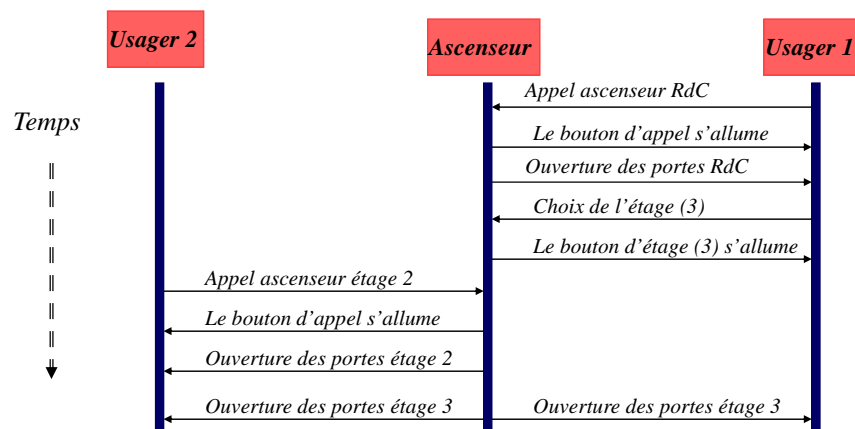 Usager 2
Ascenseur
Usager 1
Temps
Appel ascenseur RdC
Le bouton d’appel s’allume
Ouverture des portes RdC
Choix de l’étage (3)
Le bouton d’étage (3) s’allume
Appel ascenseur étage 2
Le bouton d’appel s’allume
Ouverture des portes étage 2
Ouverture des portes étage 3
Ouverture des portes étage 3